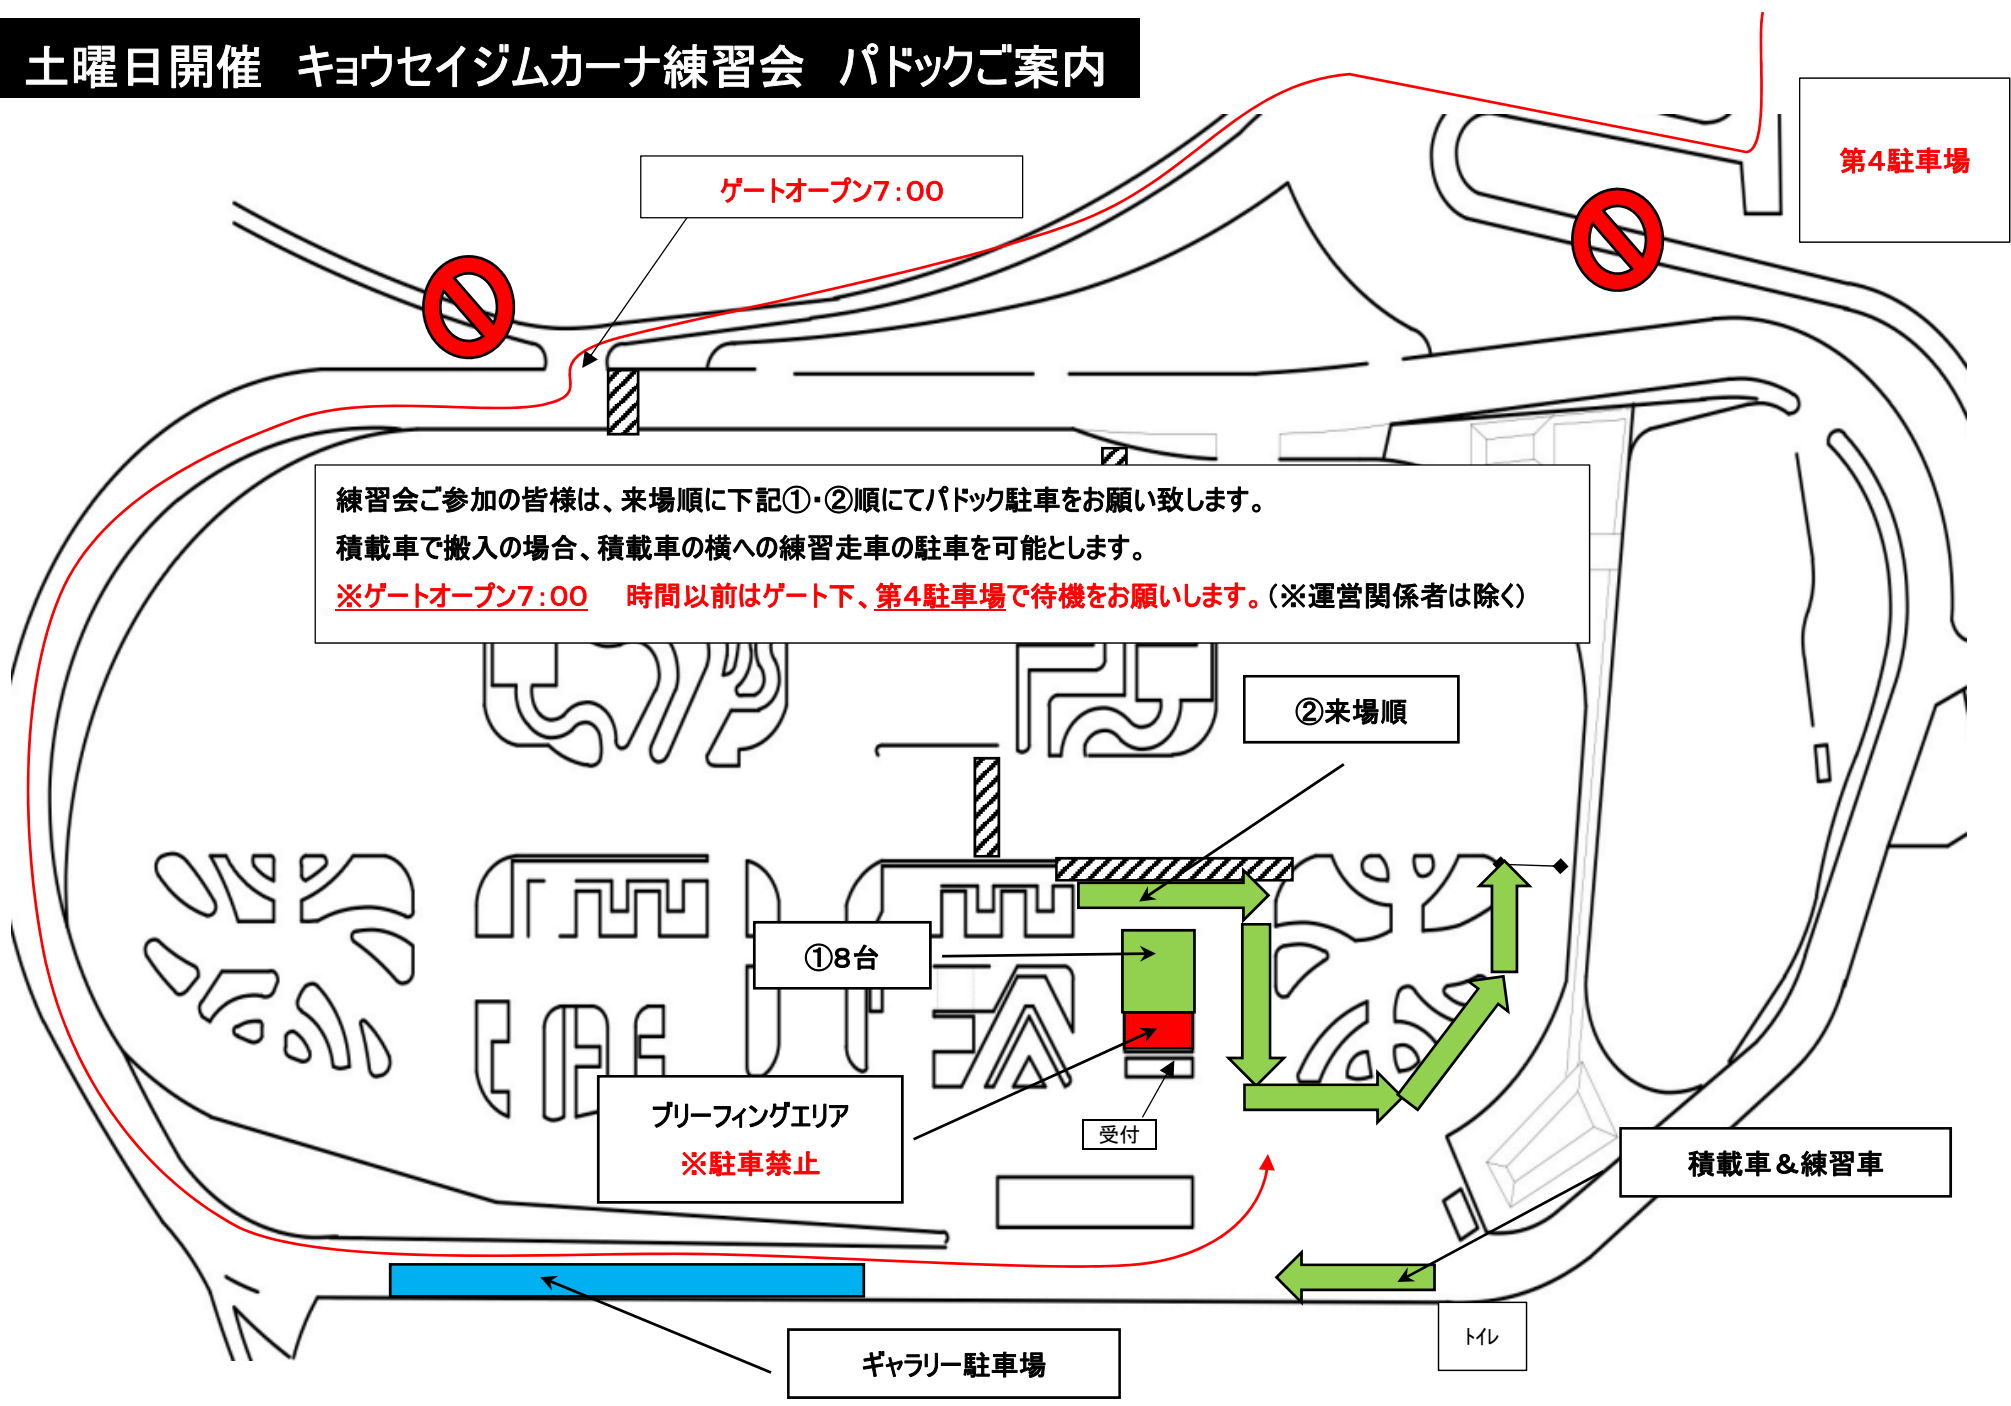 土曜日開催　キョウセイジムカーナ練習会　パドックご案内
第4駐車場
ゲートオープン7：00
練習会ご参加の皆様は、来場順に下記①・②順にてパドック駐車をお願い致します。
積載車で搬入の場合、積載車の横への練習走車の駐車を可能とします。
※ゲートオープン7：00　時間以前はゲート下、第4駐車場で待機をお願いします。（※運営関係者は除く）
②来場順
①8台
ブリーフィングエリア
※駐車禁止
受付
積載車＆練習車
トイレ
ギャラリー駐車場